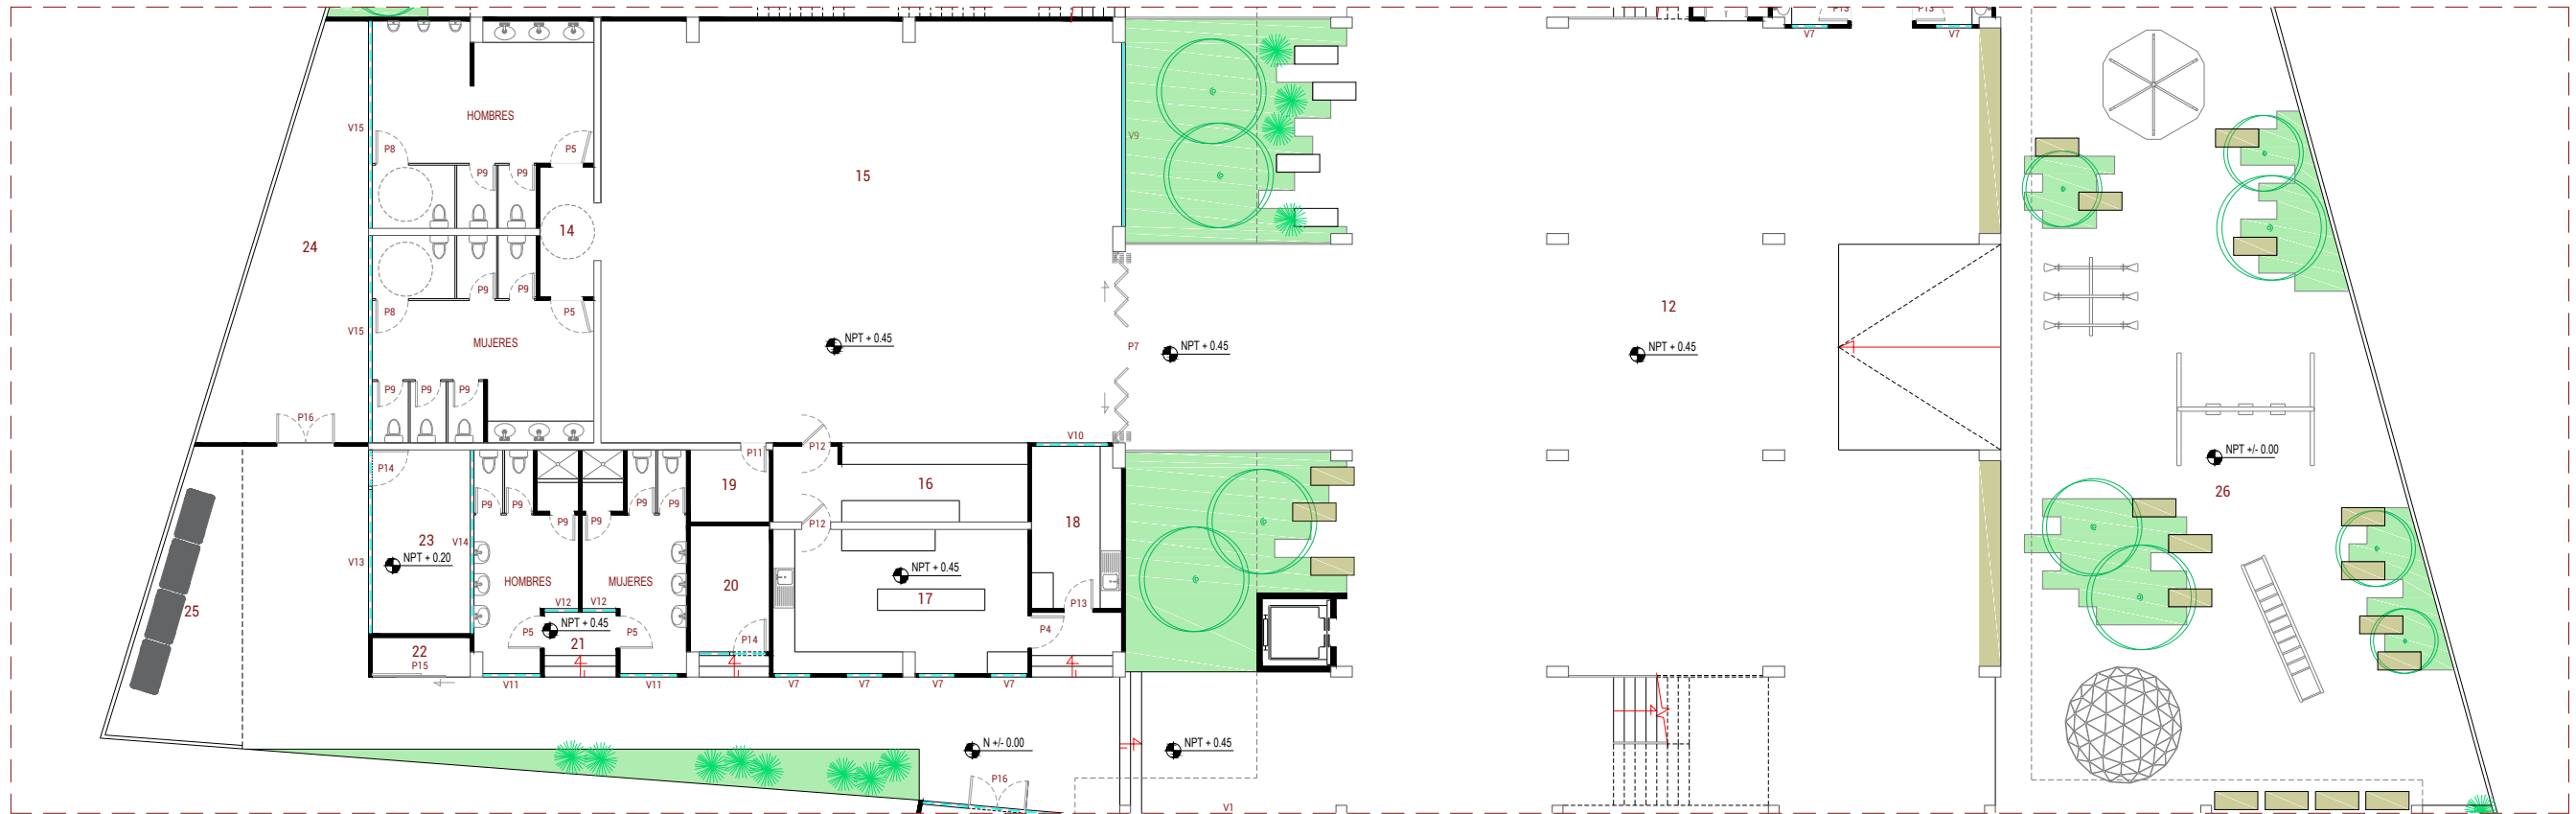 P13
P13
V7
V7
HOMBRES
V15
V9
P8
P5
P9
P9
15
14
24
P9
P9
P8
P5
12
V15
MUJERES
NPT + 0.45
NPT + 0.45
P7
NPT + 0.45
P9
P9
P9
P16
P12
V10
P11
NPT +/- 0.00
P14
19
16
26
P9
P9
P9
P9
P12
18
P9
P9
23
V14
NPT + 0.20
V13
HOMBRES
MUJERES
20
NPT + 0.45
17
P13
25
V12
V12
NPT + 0.45
P5
P5
P4
21
P14
22
P15
V11
V11
V7
V7
V7
V7
N +/- 0.00
NPT + 0.45
P16
V1